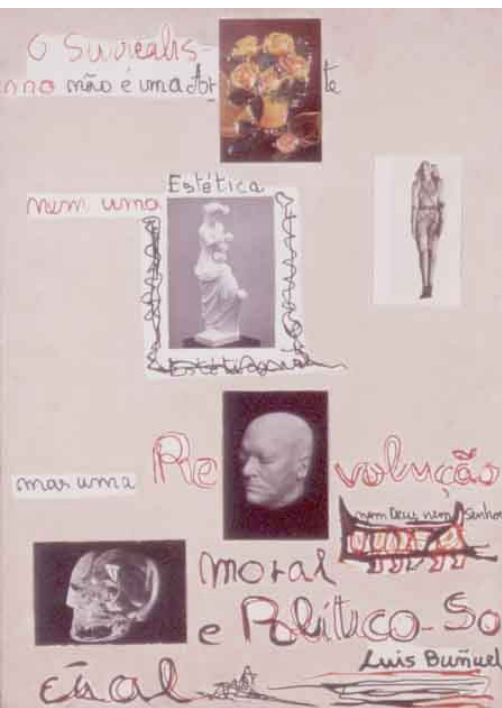 O Surrealis-
mo não é uma Ar te
nem uma Estética
mas uma Re volução
nem Deus nem Senhor
moral
e Político-So
cial
Luis Buñuel